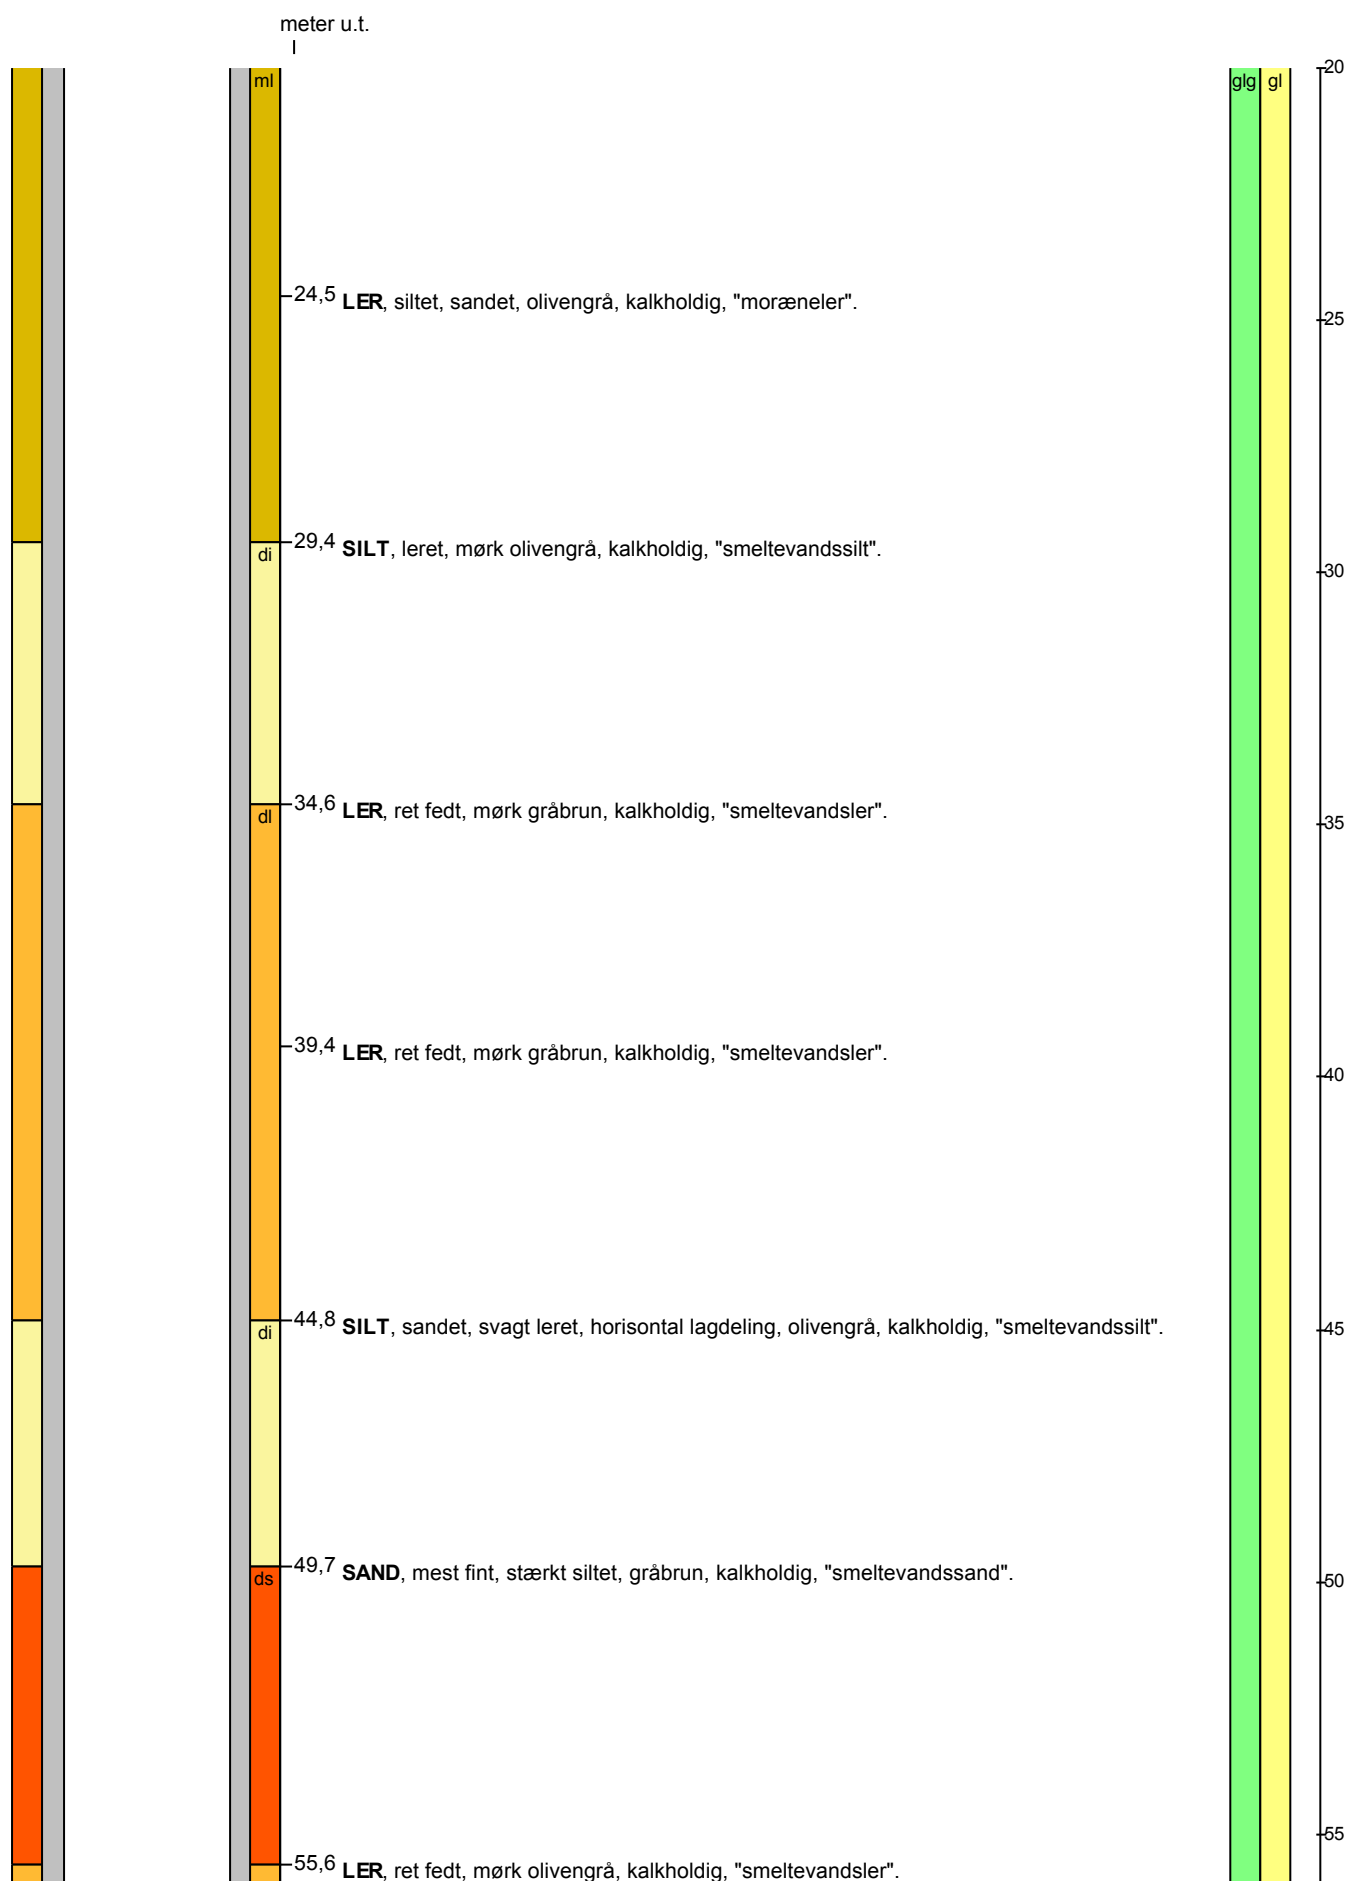 meter u.t.
ml
glg gl
20
24,5 LER, siltet, sandet, olivengrå, kalkholdig, "moræneler".
25
29,4 SILT, leret, mørk olivengrå, kalkholdig, "smeltevandssilt".
di
30
34,6 LER, ret fedt, mørk gråbrun, kalkholdig, "smeltevandsler".
dl
35
39,4 LER, ret fedt, mørk gråbrun, kalkholdig, "smeltevandsler".
40
44,8 SILT, sandet, svagt leret, horisontal lagdeling, olivengrå, kalkholdig, "smeltevandssilt".
di
45
49,7 SAND, mest fint, stærkt siltet, gråbrun, kalkholdig, "smeltevandssand".
ds
50
55
55,6 LER, ret fedt, mørk olivengrå, kalkholdig, "smeltevandsler".